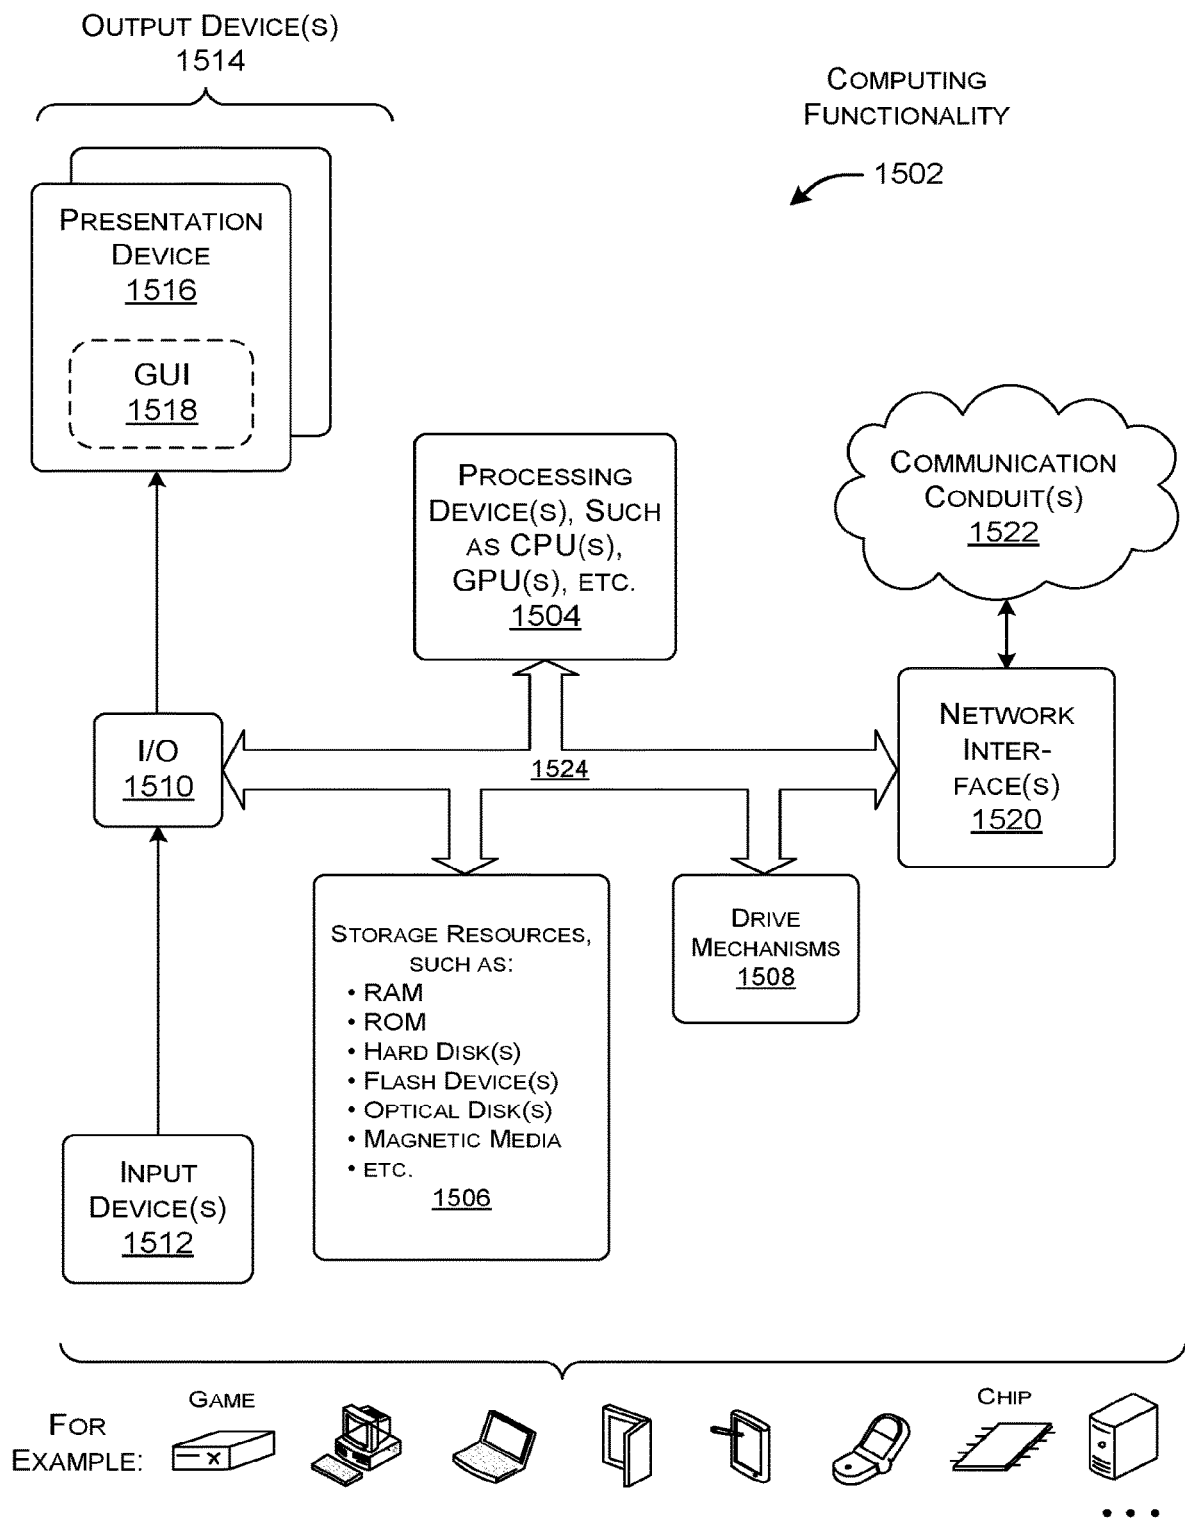 OUTPUT DEVICE(S)
1514
COMPUTING
FUNCTIONALITY
1502
PRESENTATION
DEVICE
1516
GUI
1518
PROCESSING
DEVICE(S), SUCH
AS CPU(S),
GPU(S), ETC.
1504
COMMUNICATION
CONDUIT(S)
1522
I/O
1510
1524
NETWORK
INTER-
FACE(S)
1520
STORAGE RESOURCES,
SUCH AS:
• RAM
• ROM
• HARD DISK(S)
• FLASH DEVICE(S)
• OPTICAL DISK(S)
• MAGNETIC MEDIA
• ETC.
1506
DRIVE
MECHANISMS
1508
INPUT
DEVICE(S)
1512
FOR
EXAMPLE:
GAME
CHIP
• • •